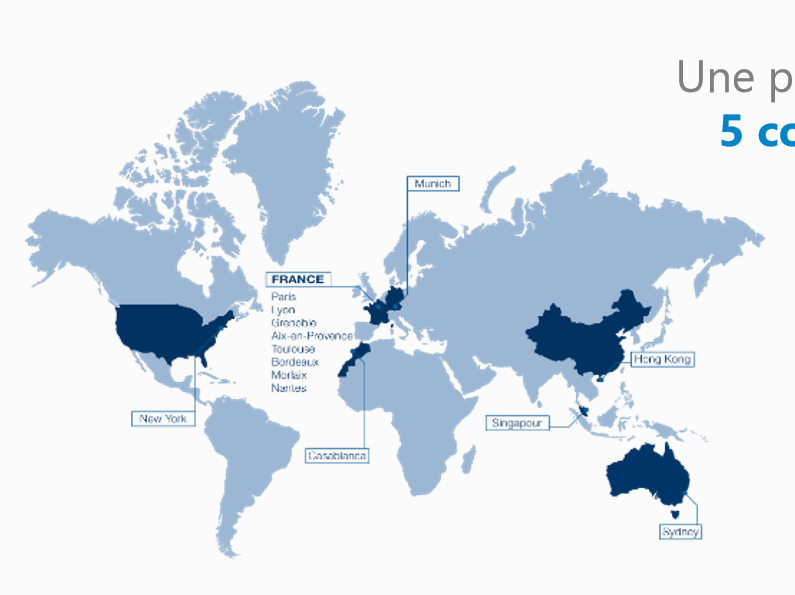 Une p
5 co
Munich
FRANCE
Paris
Lyon
Grenoble
Aix-en-Provence
Toulouse
Bordeaux
Morlaix
Nantes
Hong Kong
New York
Singapour
Casablanca
Sydney